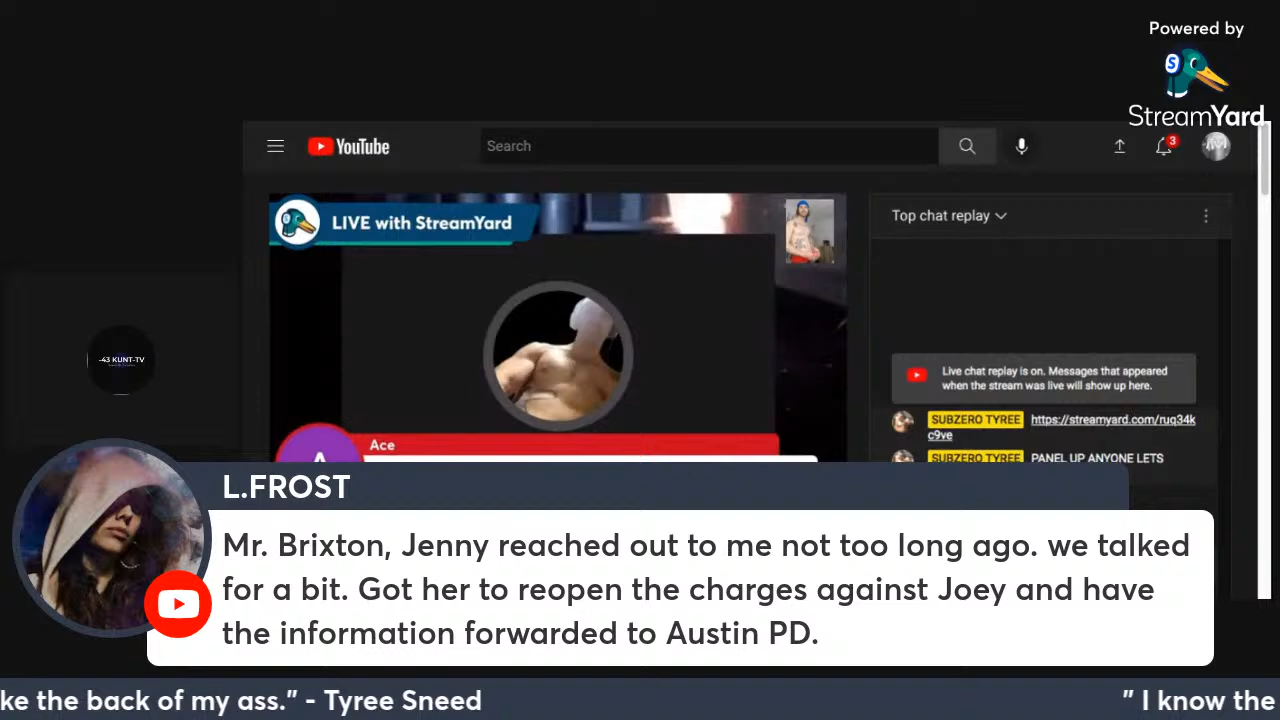 Powered by
StreamYard
YouTube
Search
3
LIVE with StreamYard
Top chat replay
-43 KUNT-TV
Live chat replay is on. Messages that appeared
when the stream was live will show up here.
SUBZERO TYREE https://streamyard.com/ruq34k
c9ve
SUBZERO TYREE PANEL UP ANYONE LETS
A Ace
L.FROST
Mr. Brixton, Jenny reached out to me not too long ago. we talked
for a bit. Got her to reopen the charges against Joey and have
the information forwarded to Austin PD.
ke the back of my ass." - Tyree Sneed " I know the